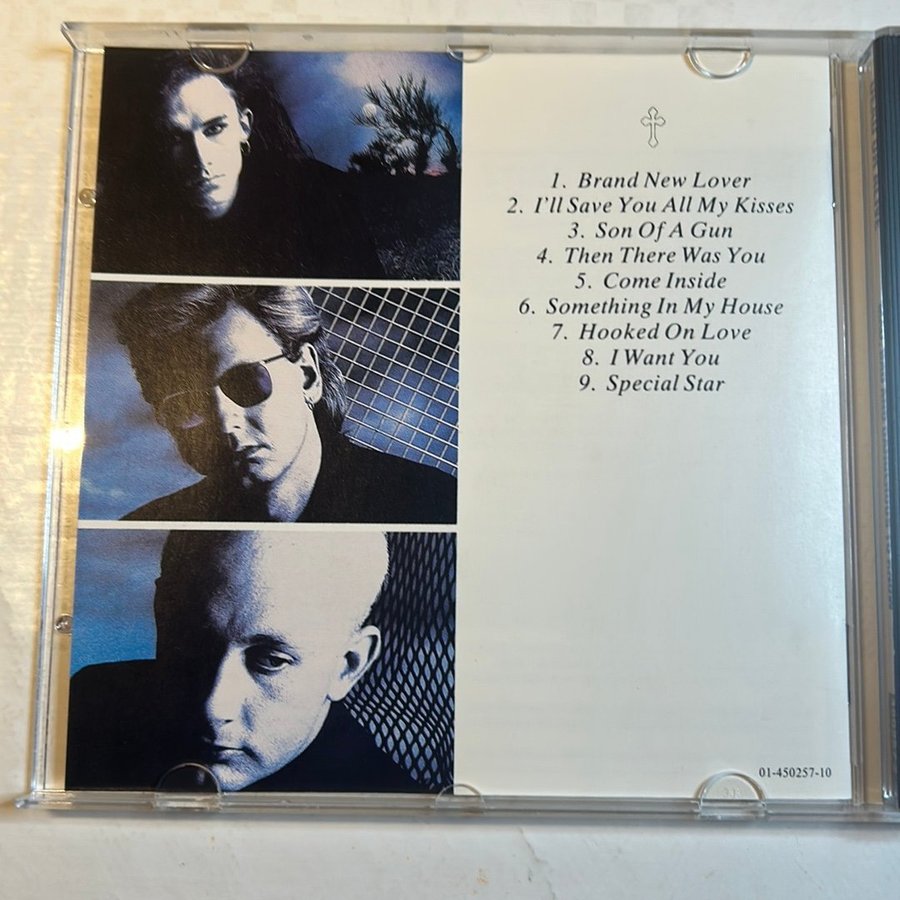 1. Brand New Lover
2. I'll Save You All My Kisses
3. Son Of A Gun
4. Then There Was You
5. Come Inside
6. Something In My House
7. Hooked On Love
8. I Want You
9. Special Star
01-450257-10